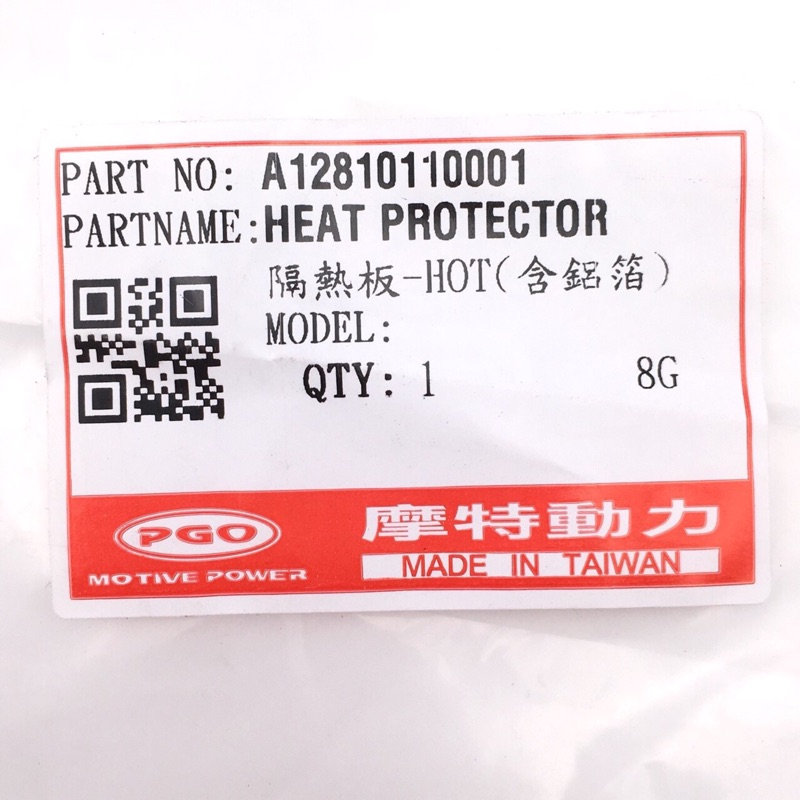 PART NO: A12810110001
PARTNAME:HEAT PROTECTOR
隔熱板-HOT(含鋁箔)
MODEL:
QTY: 1 8G
PGO
MOTIVE POWER
摩特動力
MADE IN TAIWAN